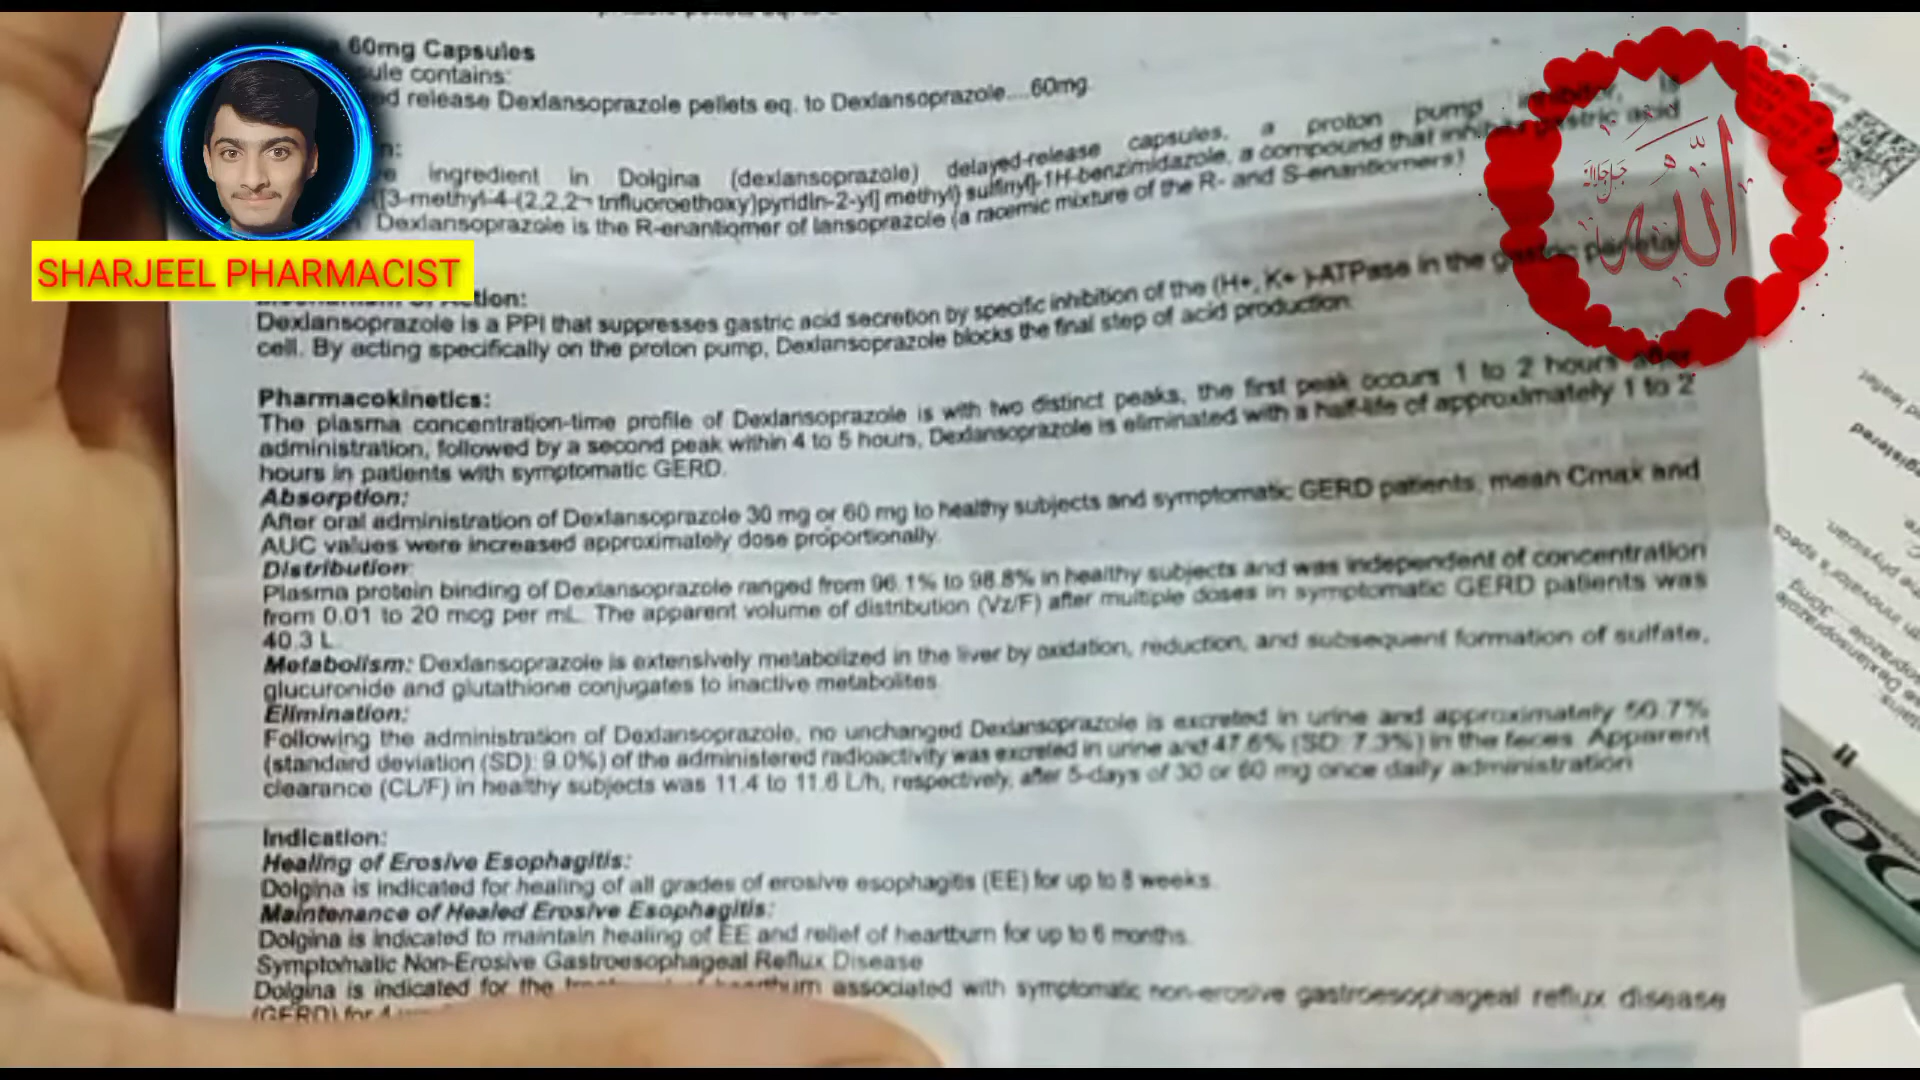 60mg Capsules
contains:
release Dexlansoprazole pellets eq. to Dexlansoprazole....60mg.
ingredient in Dolgina (dexlansoprazole) delayed-release capsules, a proton pump inhibitor, is
([3-methyl-4-(2,2,2¬ trifluoroethoxy)pyridin-2-yl] methyl) sulfinyl}-1H-benzimidazole, a compound that inhibits gastric acid
Dexlansoprazole is the R-enantiomer of lansoprazole (a racemic mixture of the R- and S-enantiomers)
SHARJEEL PHARMACIST
الله
جل جلاله
Dexlansoprazole is a PPI that suppresses gastric acid secretion by specific inhibition of the (H+, K+ )-ATPase in the gastric parietal
cell. By acting specifically on the proton pump, Dexlansoprazole blocks the final step of acid production.
Pharmacokinetics:
The plasma concentration-time profile of Dexlansoprazole is with two distinct peaks, the first peak occurs 1 to 2 hours after
administration, followed by a second peak within 4 to 5 hours, Dexlansoprazole is eliminated with a half-life of approximately 1 to 2
hours in patients with symptomatic GERD.
Absorption:
After oral administration of Dexlansoprazole 30 mg or 60 mg to healthy subjects and symptomatic GERD patients, mean Cmax and
AUC values were increased approximately dose proportionally.
Distribution:
Plasma protein binding of Dexlansoprazole ranged from 96.1% to 98.8% in healthy subjects and was independent of concentration
from 0.01 to 20 mcg per mL. The apparent volume of distribution (Vz/F) after multiple doses in symptomatic GERD patients was
40.3 L.
Metabolism: Dexlansoprazole is extensively metabolized in the liver by oxidation, reduction, and subsequent formation of sulfate,
glucuronide and glutathione conjugates to inactive metabolites.
Elimination:
Following the administration of Dexlansoprazole, no unchanged Dexlansoprazole is excreted in urine and approximately 50.7%
(standard deviation (SD): 9.0%) of the administered radioactivity was excreted in urine and 47.6% (SD: 7.3%) in the feces. Apparent
clearance (CL/F) in healthy subjects was 11.4 to 11.6 L/h, respectively, after 5-days of 30 or 60 mg once daily administration
Indication:
Healing of Erosive Esophagitis:
Dolgina is indicated for healing of all grades of erosive esophagitis (EE) for up to 8 weeks.
Maintenance of Healed Erosive Esophagitis:
Dolgina is indicated to maintain healing of EE and relief of heartburn for up to 6 months.
Symptomatic Non-Erosive Gastroesophageal Reflux Disease
Dolgina is indicated for the associated with symptomatic non-erosive gastroesophageal reflux disease
(GERD) for 4